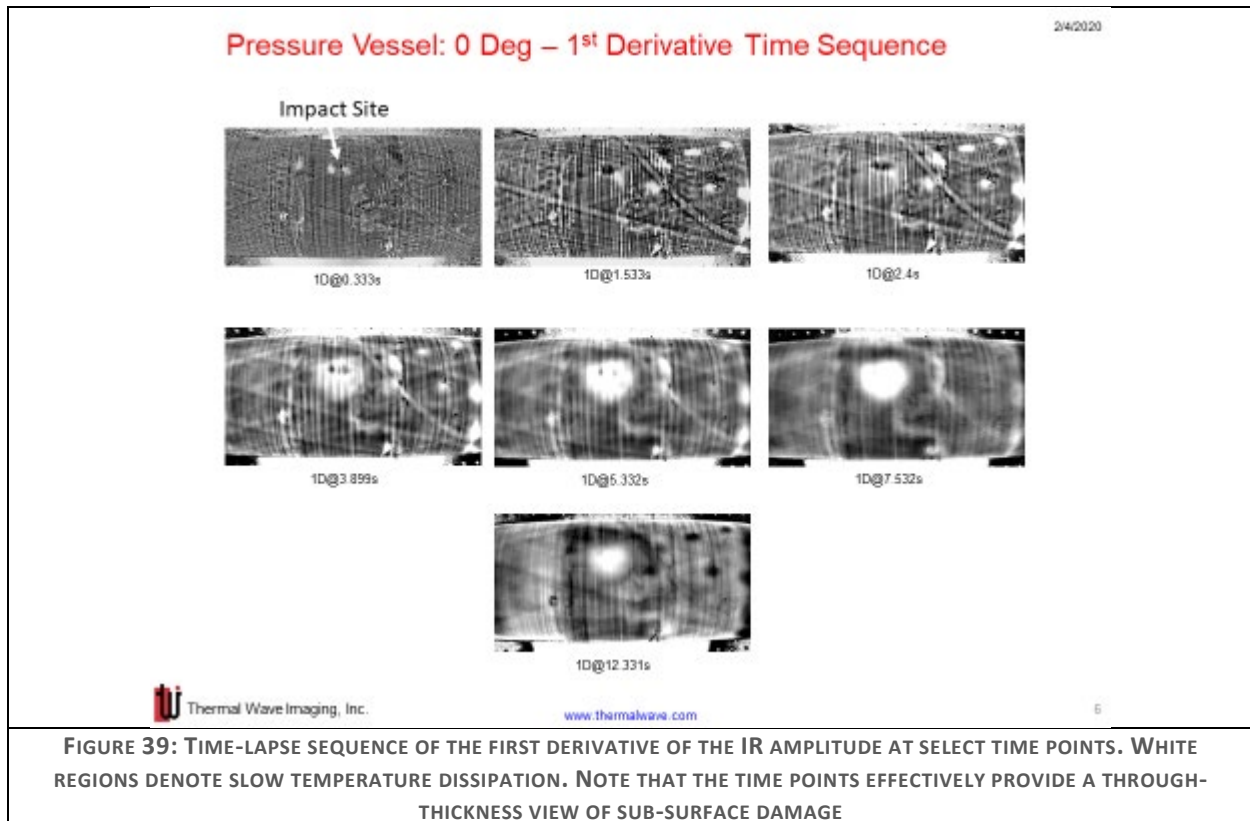 2/4/2020
Pressure Vessel: 0 Deg – 1st Derivative Time Sequence
Impact Site
1D@0.333s
1D@1.533s
1D@2.4s
1D@3.899s
1D@5.332s
1D@7.532s
1D@12.331s
Thermal Wave Imaging, Inc.
www.thermalwave.com
6
FIGURE 39: TIME-LAPSE SEQUENCE OF THE FIRST DERIVATIVE OF THE IR AMPLITUDE AT SELECT TIME POINTS. WHITE
REGIONS DENOTE SLOW TEMPERATURE DISSIPATION. NOTE THAT THE TIME POINTS EFFECTIVELY PROVIDE A THROUGH-
THICKNESS VIEW OF SUB-SURFACE DAMAGE